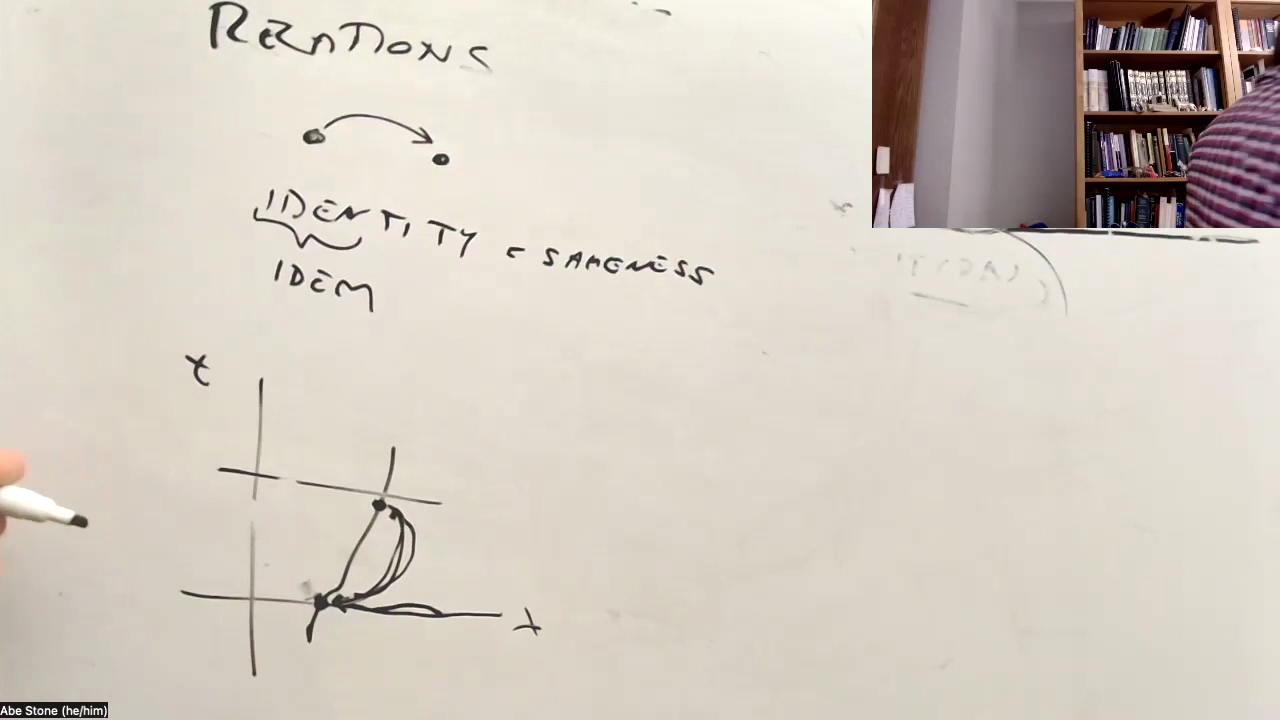 RELATIONS
IDENTITY = SAMENESS
IDEM
t
x
Abe Stone (he/him)